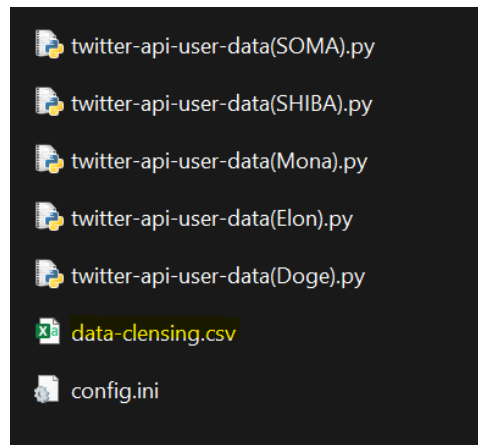 twitter-api-user-data(SOMA).py
twitter-api-user-data(SHIBA).py
twitter-api-user-data(Mona).py
twitter-api-user-data(Elon).py
twitter-api-user-data(Doge).py
data-clensing.csv
config.ini